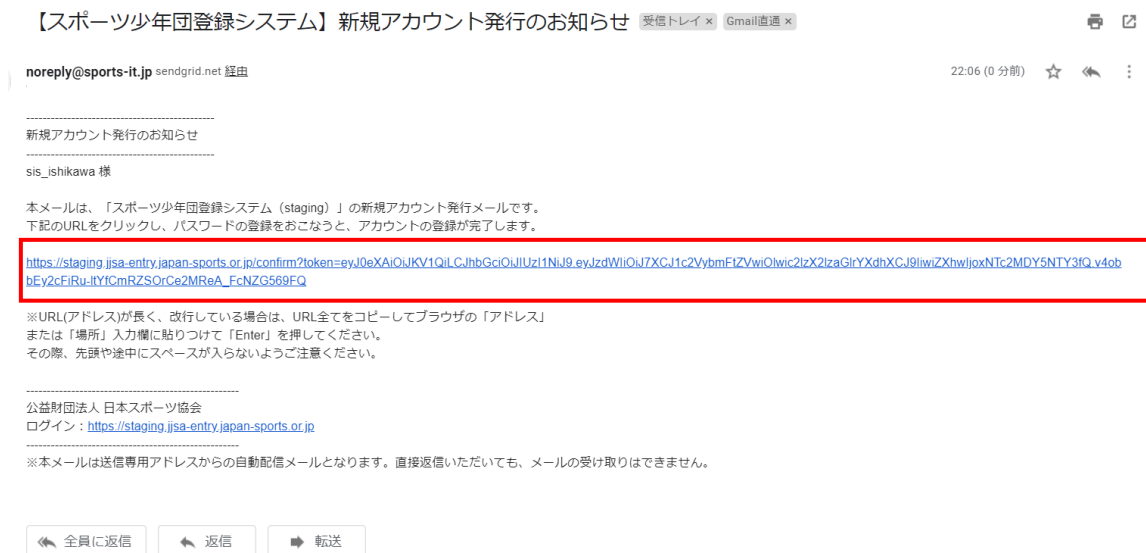 【スポーツ少年団登録システム】新規アカウント発行のお知らせ 受信トレイ × Gmail直通 ×
noreply@sports-it.jp sendgrid.net 経由 22:06 (0 分前)
----------------------------------------------
新規アカウント発行のお知らせ
----------------------------------------------
sis_ishikawa 様
本メールは、「スポーツ少年団登録システム（staging）」の新規アカウント発行メールです。
下記のURLをクリックし、パスワードの登録をおこなうと、アカウントの登録が完了します。
https://staging.jjsa-entry.japan-sports.or.jp/confirm?token=eyJ0eXAiOiJKV1QiLCJhbGciOiJIUzI1NiJ9.eyJzdWIiOiJ7XCJ1c2VybmFtZVwiOlwic2lzX2lzaGlrYXdhXCJ9IiwiZXhwIjoxNTc2MDY5NTY3fQ.v4ob
bEy2cFiRu-ltYfCmRZSOrCe2MReA_FcNZG569FQ
※URL(アドレス)が長く、改行している場合は、URL全てをコピーしてブラウザの「アドレス」
または「場所」入力欄に貼りつけて「Enter」を押してください。
その際、先頭や途中にスペースが入らないようご注意ください。
----------------------------------------------------
公益財団法人 日本スポーツ協会
ログイン：https://staging.jjsa-entry.japan-sports.or.jp
----------------------------------------------------
※本メールは送信専用アドレスからの自動配信メールとなります。直接返信いただいても、メールの受け取りはできません。
全員に返信 返信 転送